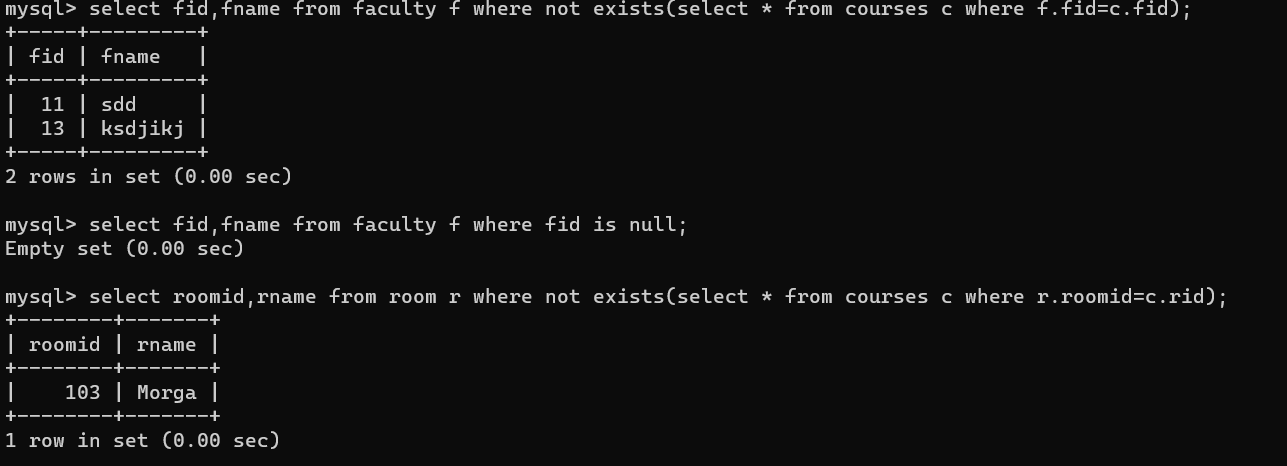 mysql> select fid,fname from faculty f where not exists(select * from courses c where f.fid=c.fid);
+-----+---------+
| fid | fname   |
+-----+---------+
|  11 | sdd     |
|  13 | ksdjikj |
+-----+---------+
2 rows in set (0.00 sec)

mysql> select fid,fname from faculty f where fid is null;
Empty set (0.00 sec)

mysql> select roomid,rname from room r where not exists(select * from courses c where r.roomid=c.rid);
+--------+-------+
| roomid | rname |
+--------+-------+
|    103 | Morga |
+--------+-------+
1 row in set (0.00 sec)